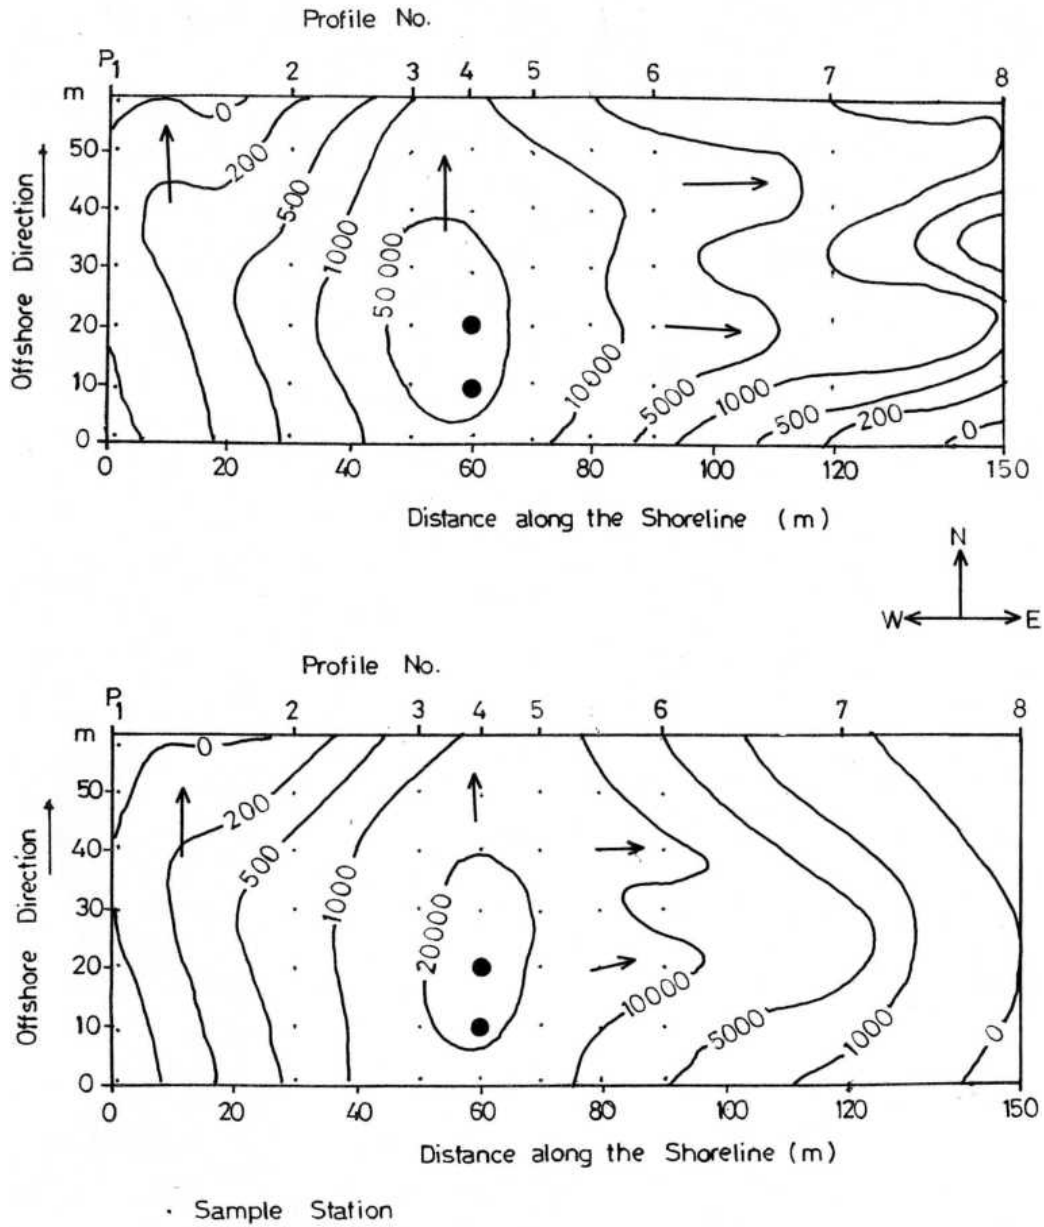 Profile No.
P1 2 3 4 5 6 7 8
m
50
40
30
20
10
0
Offshore Direction
0 200 500 1000 50 000 10000 5000 1000 500 200 0
0 20 40 60 80 100 120 150
Distance along the Shoreline (m)
N
W E
Profile No.
P1 2 3 4 5 6 7 8
m
50
40
30
20
10
0
Offshore Direction
0 200 500 1000 20000 10000 5000 1000 0
0 20 40 60 80 100 120 150
Distance along the Shoreline (m)
. Sample Station